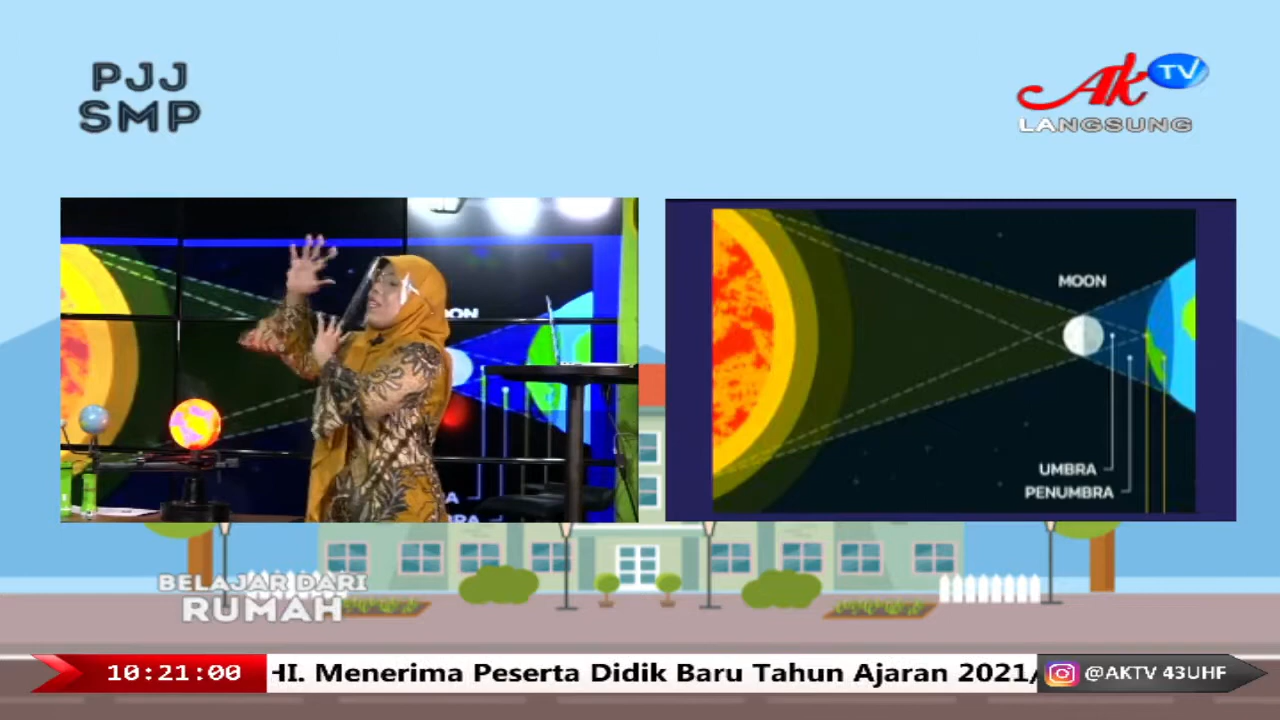 PJJ
SMP
Ak TV
LANGSUNG
MOON
UMBRA
PENUMBRA
BELAJAR DARI
RUMAH
10:21:00
HI. Menerima Peserta Didik Baru Tahun Ajaran 2021/
@AKTV 43UHF